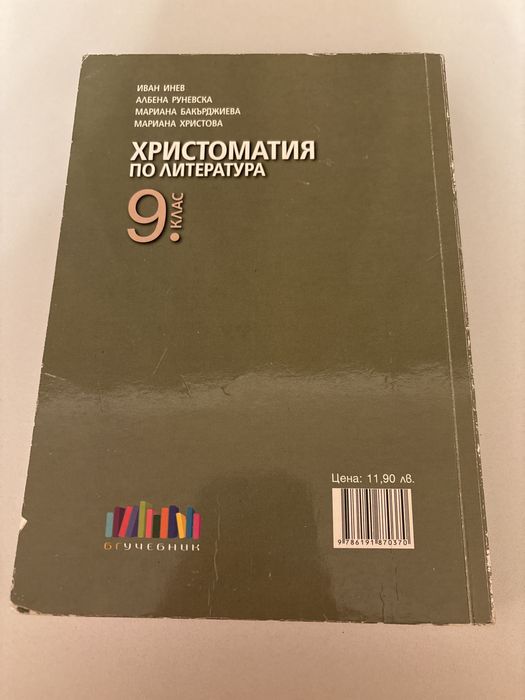 ИВАН ИНЕВ
АЛБЕНА РУНЕВСКА
МАРИАНА БАКЪРДЖИЕВА
МАРИАНА ХРИСТОВА
ХРИСТОМАТИЯ
ПО ЛИТЕРАТУРА
9. КЛАС
Цена: 11,90 лв.
9 786191 870370
БГУЧЕБНИК